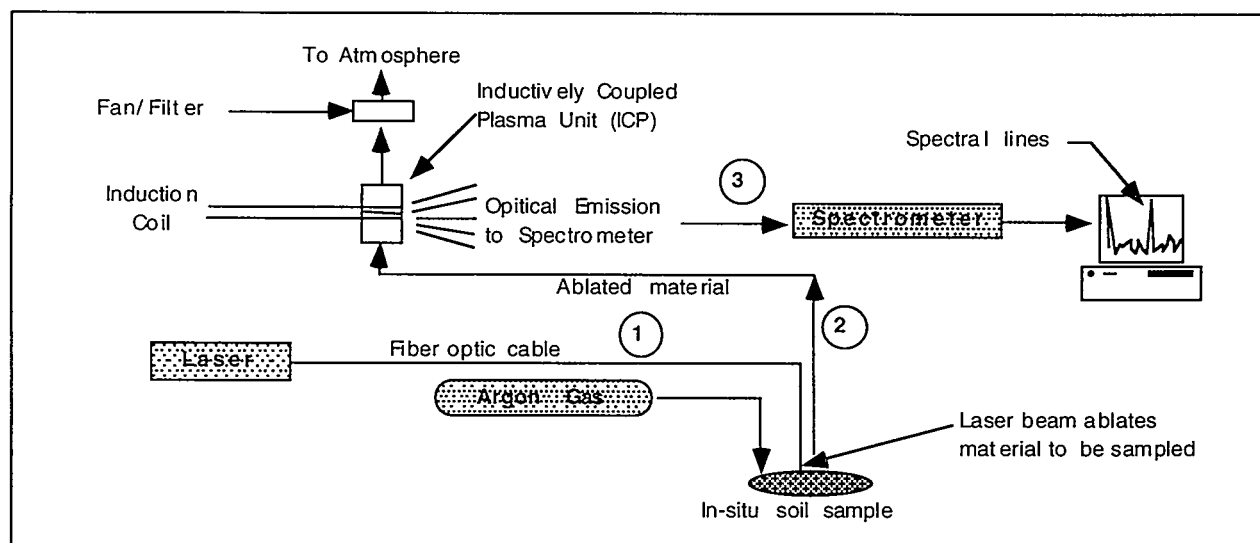 To Atmosphere
Fan/Filter
Inductively Coupled
Plasma Unit (ICP)
Spectral lines
3
Induction
Coil
Opitical Emission
to Spectrometer
Spectrometer
Ablated material
1
2
Fiber optic cable
Laser
Argon Gas
Laser beam ablates
material to be sampled
In-situ soil sample